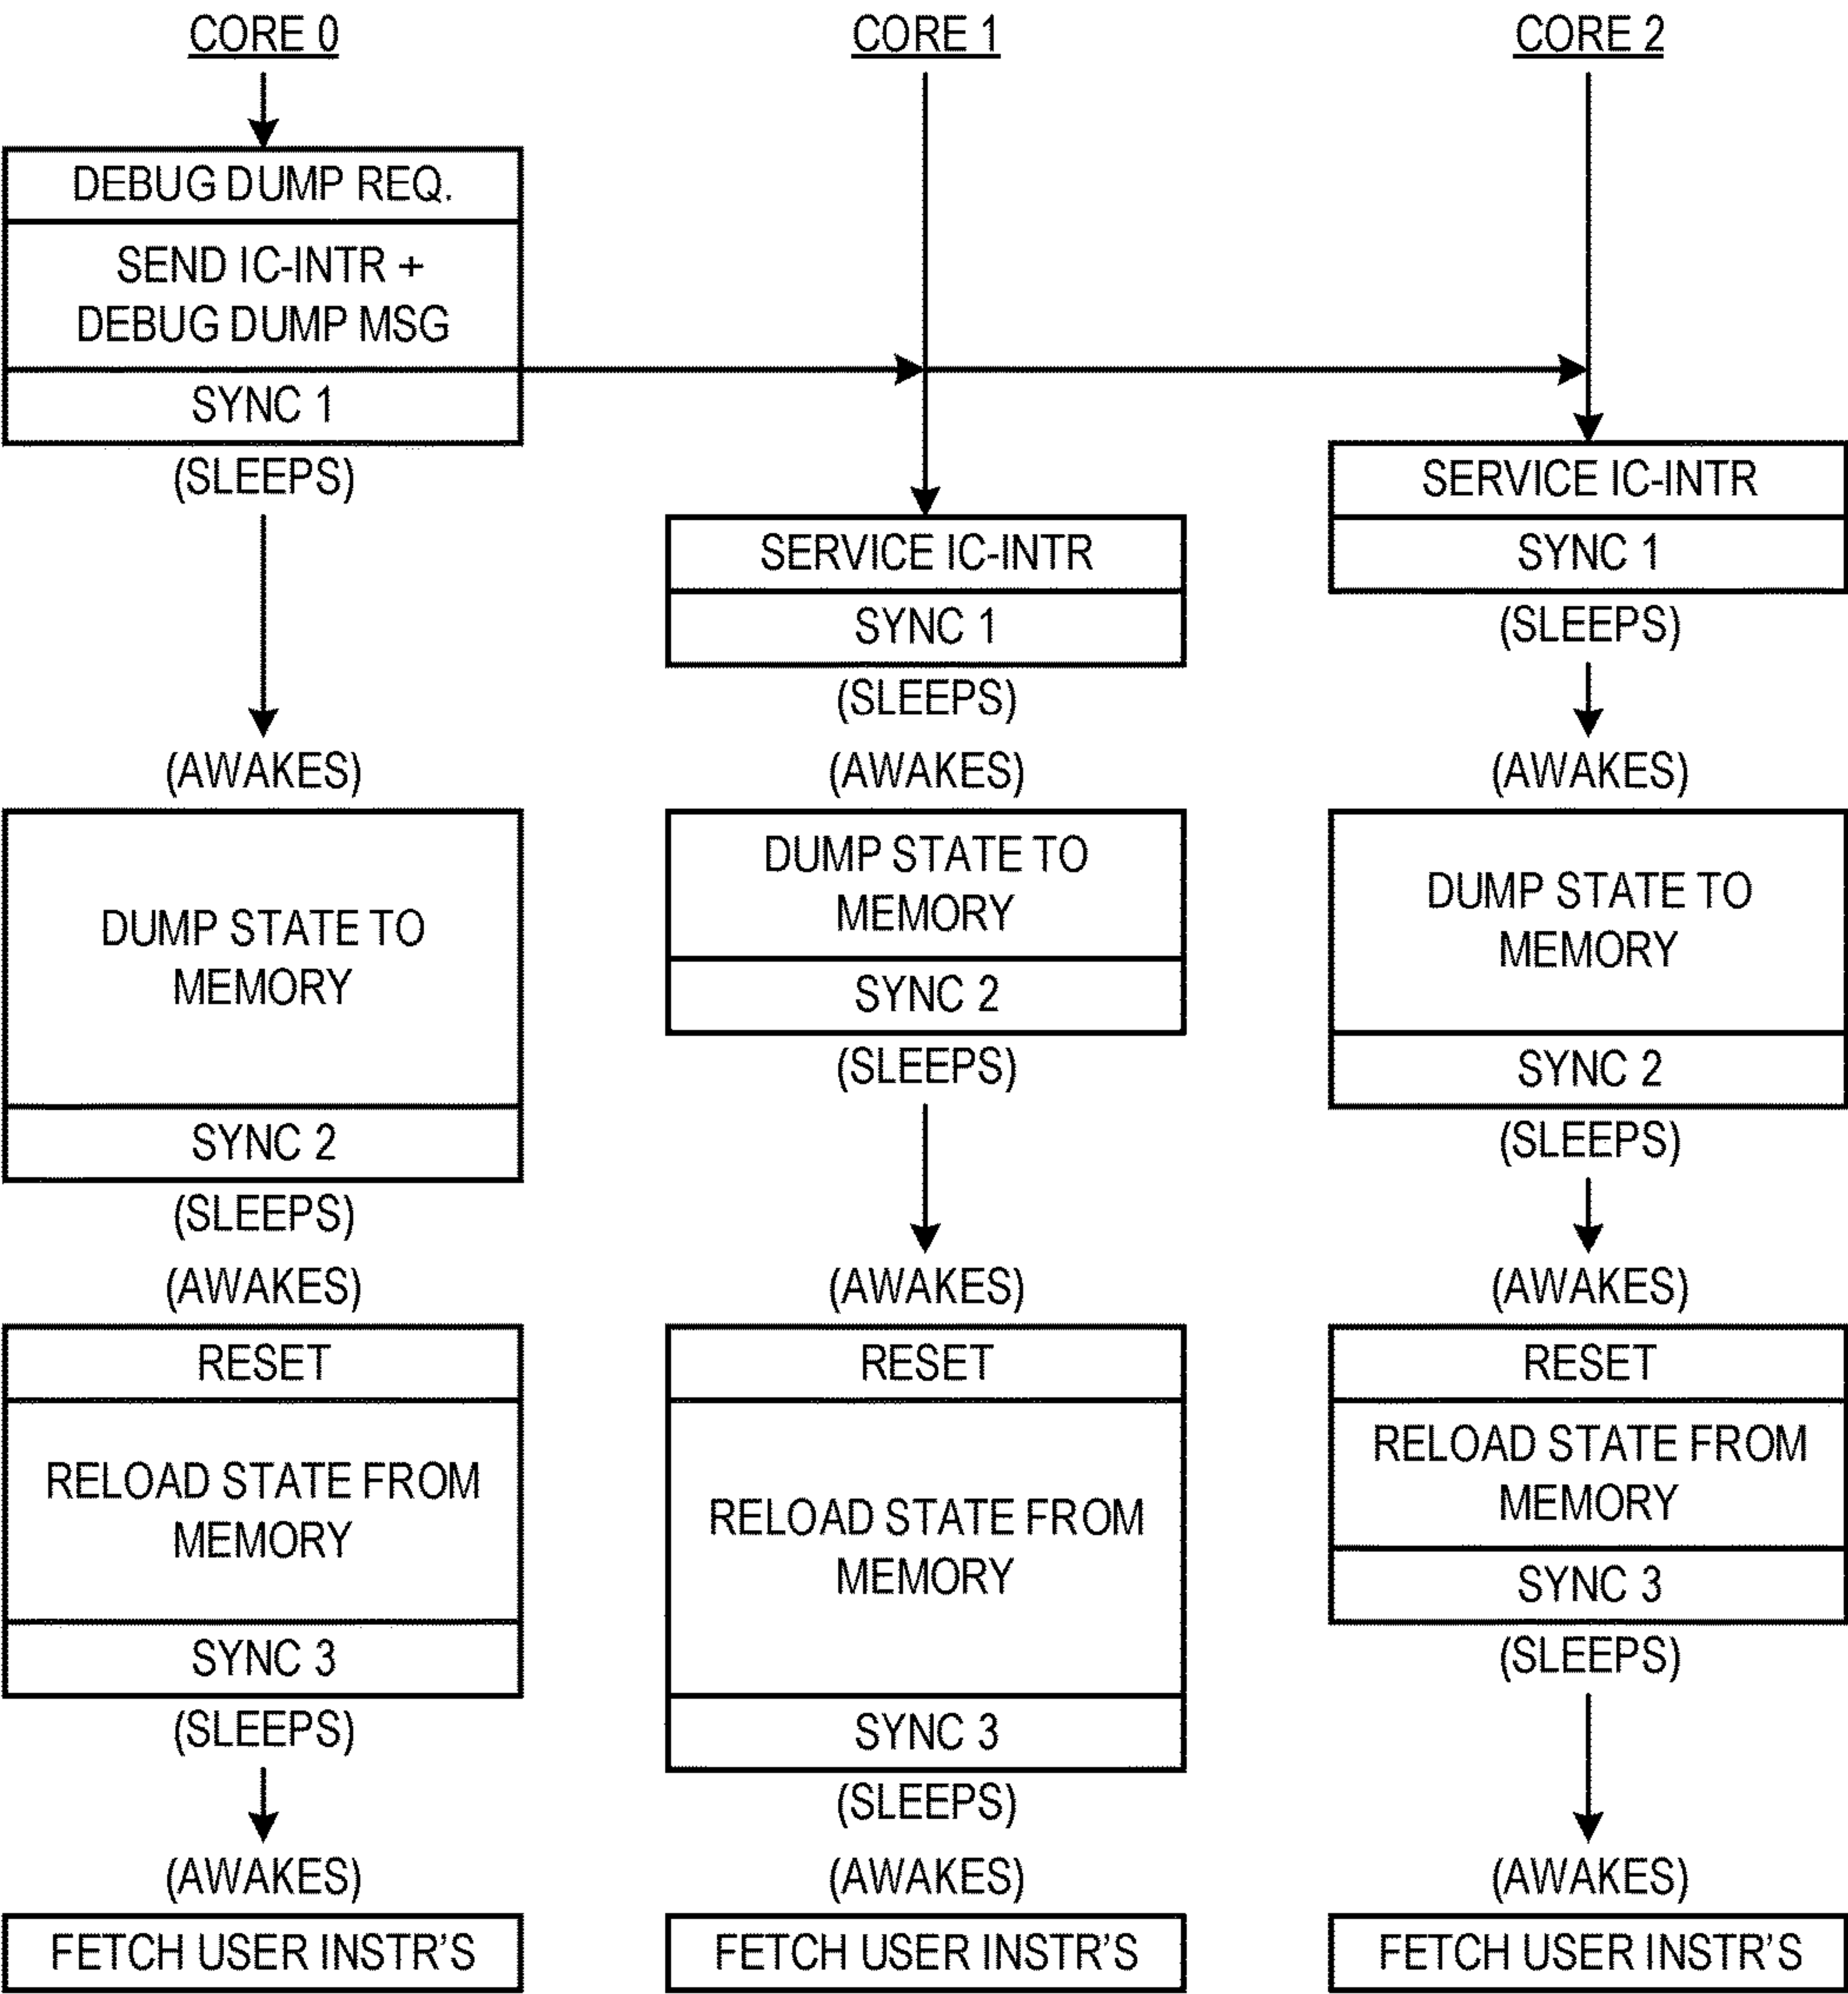 CORE 0
DEBUG DUMP REQ.
SEND IC-INTR +
DEBUG DUMP MSG
SYNC 1
(SLEEPS)
(AWAKES)
DUMP STATE TO
MEMORY
SYNC 2
(SLEEPS)
(AWAKES)
RESET
RELOAD STATE FROM
MEMORY
SYNC 3
(SLEEPS)
(AWAKES)
FETCH USER INSTR'S
CORE 1
SERVICE IC-INTR
SYNC 1
(SLEEPS)
(AWAKES)
DUMP STATE TO
MEMORY
SYNC 2
(SLEEPS)
(AWAKES)
RESET
RELOAD STATE FROM
MEMORY
SYNC 3
(SLEEPS)
(AWAKES)
FETCH USER INSTR'S
CORE 2
SERVICE IC-INTR
SYNC 1
(SLEEPS)
(AWAKES)
DUMP STATE TO
MEMORY
SYNC 2
(SLEEPS)
(AWAKES)
RESET
RELOAD STATE FROM
MEMORY
SYNC 3
(SLEEPS)
(AWAKES)
FETCH USER INSTR'S